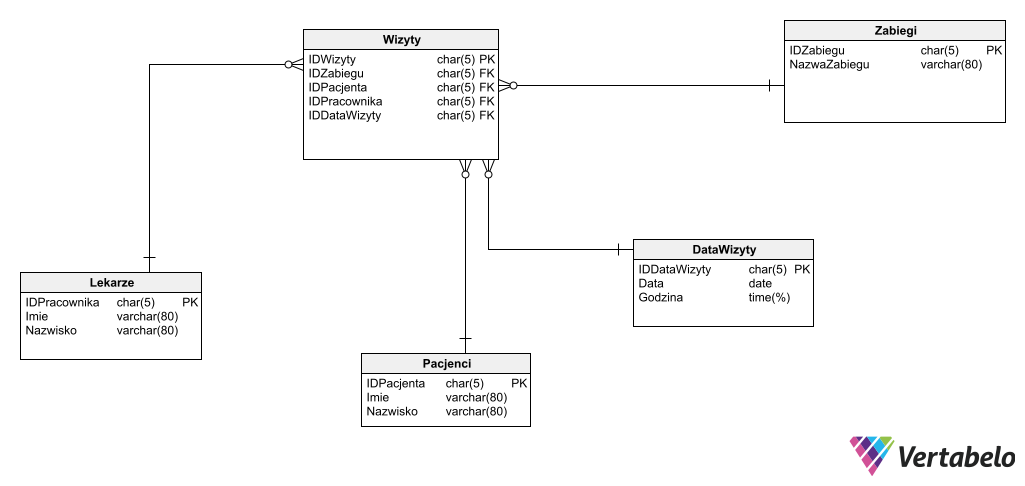 Wizyty
IDWizyty char(5) PK
IDZabiegu char(5) FK
IDPacjenta char(5) FK
IDPracownika char(5) FK
IDDataWizyty char(5) FK
Zabiegi
IDZabiegu char(5) PK
NazwaZabiegu varchar(80)
Lekarze
IDPracownika char(5) PK
Imie varchar(80)
Nazwisko varchar(80)
DataWizyty
IDDataWizyty char(5) PK
Data date
Godzina time(%)
Pacjenci
IDPacjenta char(5) PK
Imie varchar(80)
Nazwisko varchar(80)
Vertabelo